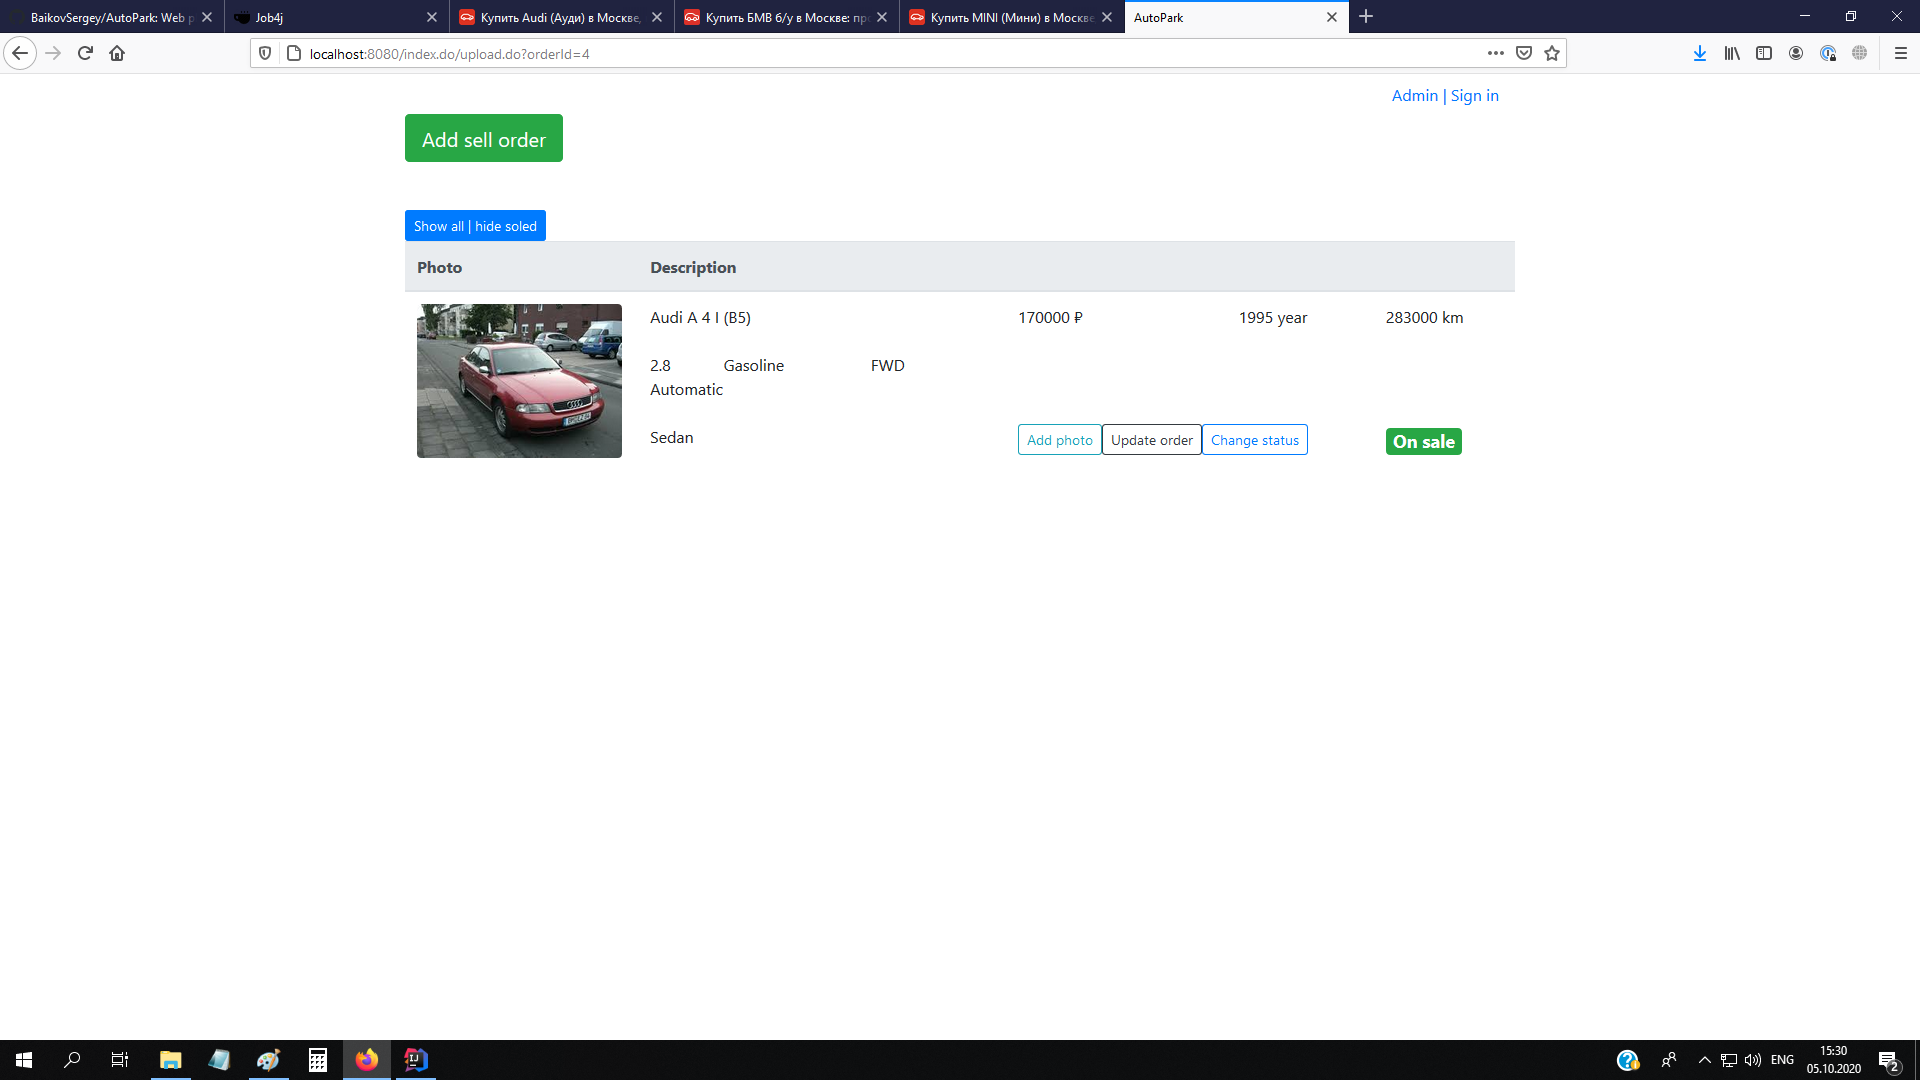 BaikovSergey/AutoPark: Web p
Job4j
Купить Audi (Ауди) в Москве,
Купить БМВ б/у в Москве: пр
Купить MINI (Мини) в Москве
AutoPark
localhost:8080/index.do/upload.do?orderId=4
Admin | Sign in
Add sell order
Show all | hide soled
Photo Description
Audi A 4 I (B5) 170000 ₽ 1995 year 283000 km
2.8 Gasoline FWD
Automatic
Sedan Add photo Update order Change status On sale
ENG
15:30
05.10.2020
2